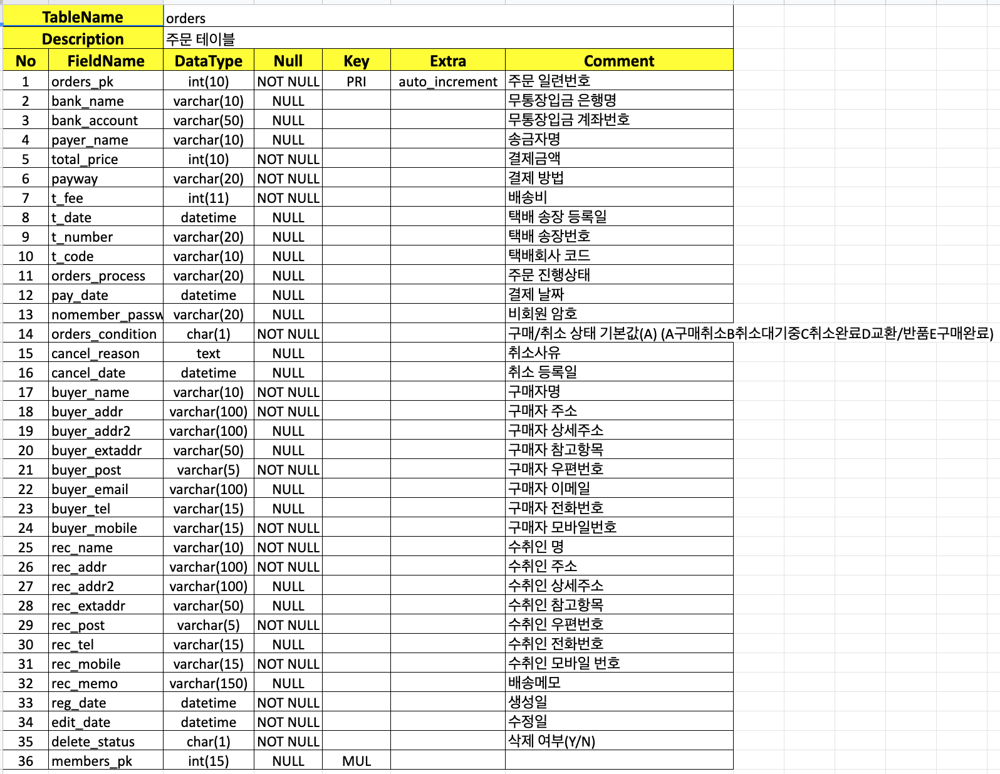 TableName orders
Description 주문 테이블
No FieldName DataType Null Key Extra Comment
1 orders_pk int(10) NOT NULL PRI auto_increment 주문 일련번호
2 bank_name varchar(10) NULL 무통장입금 은행명
3 bank_account varchar(50) NULL 무통장입금 계좌번호
4 payer_name varchar(10) NULL 송금자명
5 total_price int(10) NOT NULL 결제금액
6 payway varchar(20) NOT NULL 결제 방법
7 t_fee int(11) NOT NULL 배송비
8 t_date datetime NULL 택배 송장 등록일
9 t_number varchar(20) NULL 택배 송장번호
10 t_code varchar(10) NULL 택배회사 코드
11 orders_process varchar(20) NULL 주문 진행상태
12 pay_date datetime NULL 결제 날짜
13 nomember_passw varchar(20) NULL 비회원 암호
14 orders_condition char(1) NOT NULL 구매/취소 상태 기본값(A) (A구매취소B취소대기중C취소완료D교환/반품E구매완료)
15 cancel_reason text NULL 취소사유
16 cancel_date datetime NULL 취소 등록일
17 buyer_name varchar(10) NOT NULL 구매자명
18 buyer_addr varchar(100) NOT NULL 구매자 주소
19 buyer_addr2 varchar(100) NULL 구매자 상세주소
20 buyer_extaddr varchar(50) NULL 구매자 참고항목
21 buyer_post varchar(5) NOT NULL 구매자 우편번호
22 buyer_email varchar(100) NULL 구매자 이메일
23 buyer_tel varchar(15) NULL 구매자 전화번호
24 buyer_mobile varchar(15) NOT NULL 구매자 모바일번호
25 rec_name varchar(10) NOT NULL 수취인 명
26 rec_addr varchar(100) NOT NULL 수취인 주소
27 rec_addr2 varchar(100) NULL 수취인 상세주소
28 rec_extaddr varchar(50) NULL 수취인 참고항목
29 rec_post varchar(5) NOT NULL 수취인 우편번호
30 rec_tel varchar(15) NULL 수취인 전화번호
31 rec_mobile varchar(15) NOT NULL 수취인 모바일 번호
32 rec_memo varchar(150) NULL 배송메모
33 reg_date datetime NOT NULL 생성일
34 edit_date datetime NOT NULL 수정일
35 delete_status char(1) NOT NULL 삭제 여부(Y/N)
36 members_pk int(15) NULL MUL